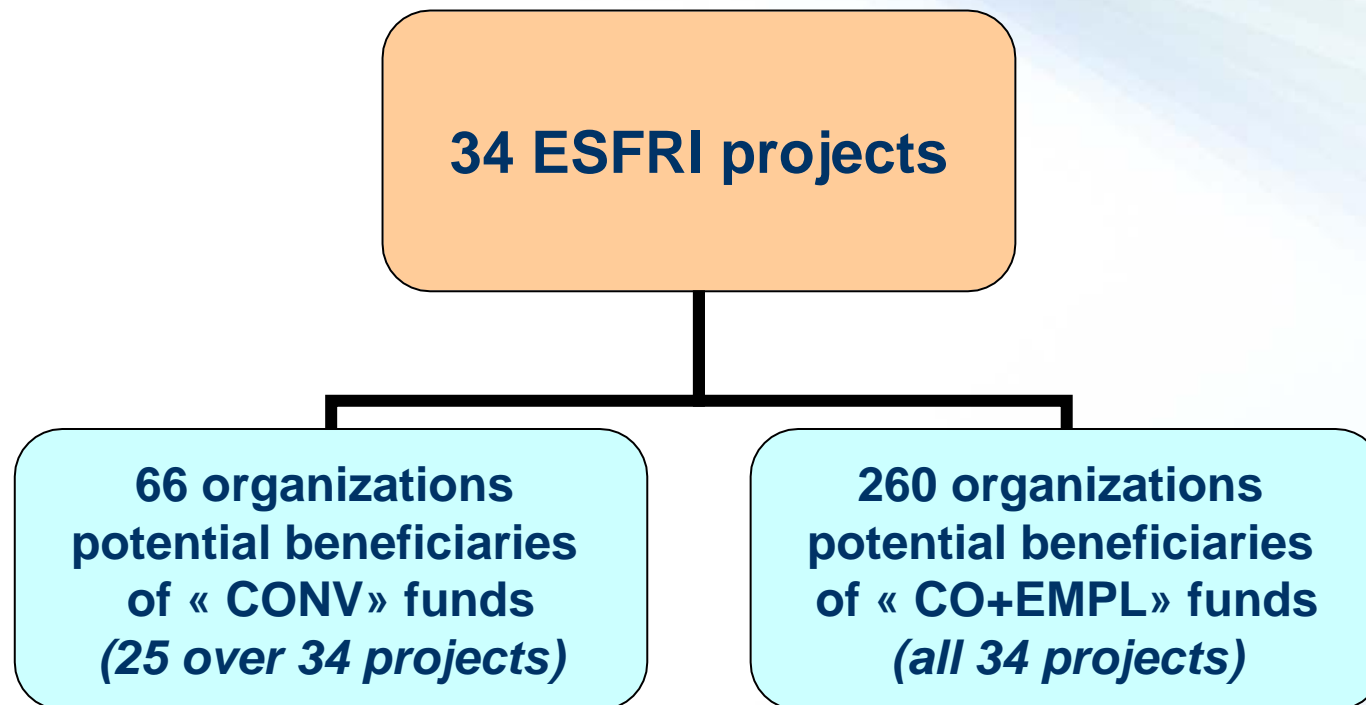 34 ESFRI projects
66 organizations
potential beneficiaries
of « CONV» funds
(25 over 34 projects)
260 organizations
potential beneficiaries
of « CO+EMPL» funds
(all 34 projects)